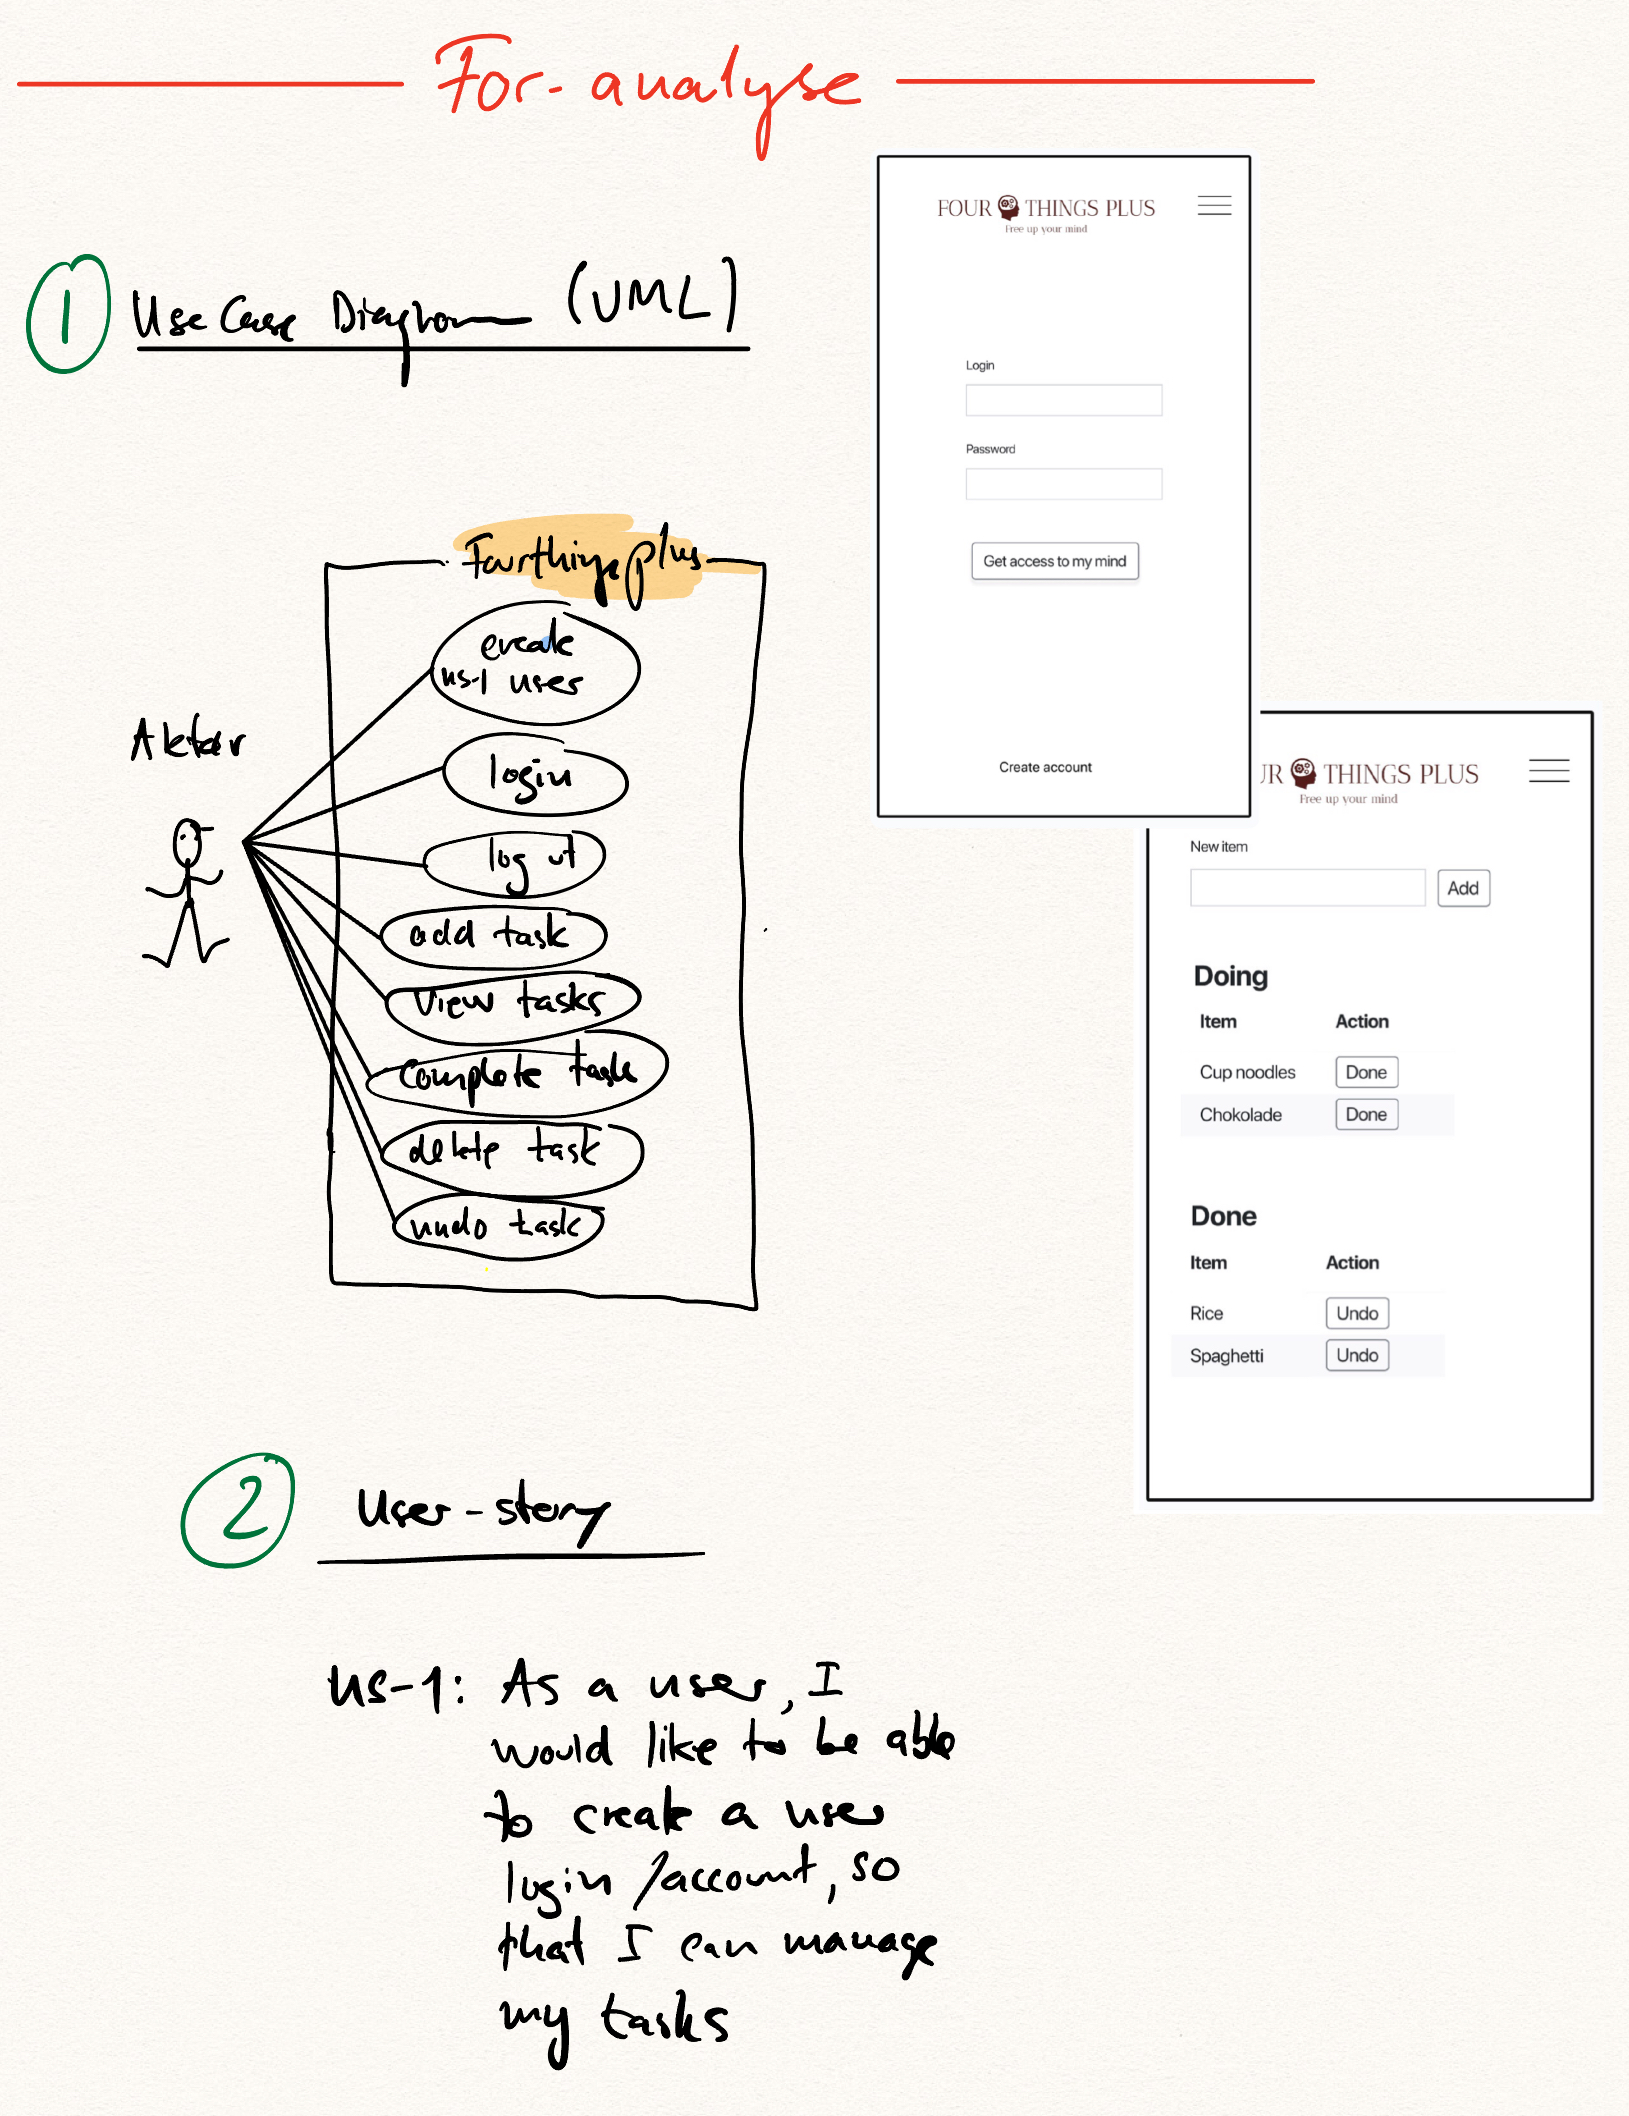 For-analyse
1 Use Case Diagram (UML)
FOUR THINGS PLUS
Free up your mind
Login
Password
Get access to my mind
Create account
Fourthingsplus
Aktør
create
us-1 user
login
log ut
add task
view tasks
complete task
delete task
undo task
JR THINGS PLUS
Free up your mind
New item
Add
Doing
Item Action
Cup noodles Done
Chokolade Done
Done
Item Action
Rice Undo
Spaghetti Undo
2 User-story
us-1: As a user, I
would like to be able
to create a user
login/account, so
that I can manage
my tasks